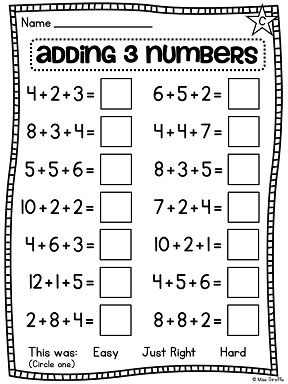 C
Name
Adding 3 Numbers
4+2+3= 6+5+2=
8+3+4= 4+4+7=
5+5+6= 8+3+5=
10+2+2= 7+2+4=
4+6+3= 10+2+1=
12+1+5= 4+5+6=
2+8+4= 8+8+2=
This was: Easy Just Right Hard
(Circle one)
© Miss Giraffe